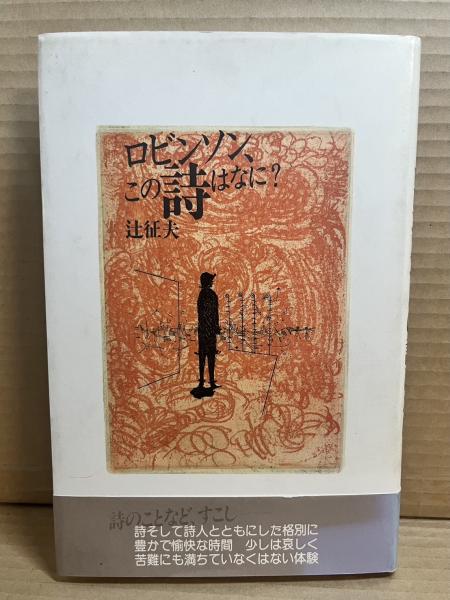 ロビンソン、
この詩はなに?
辻征夫
詩のことなど、すこし
詩そして詩人とともにした格別に
豊かで愉快な時間　少しは哀しく
苦難にも満ちていなくはない体験